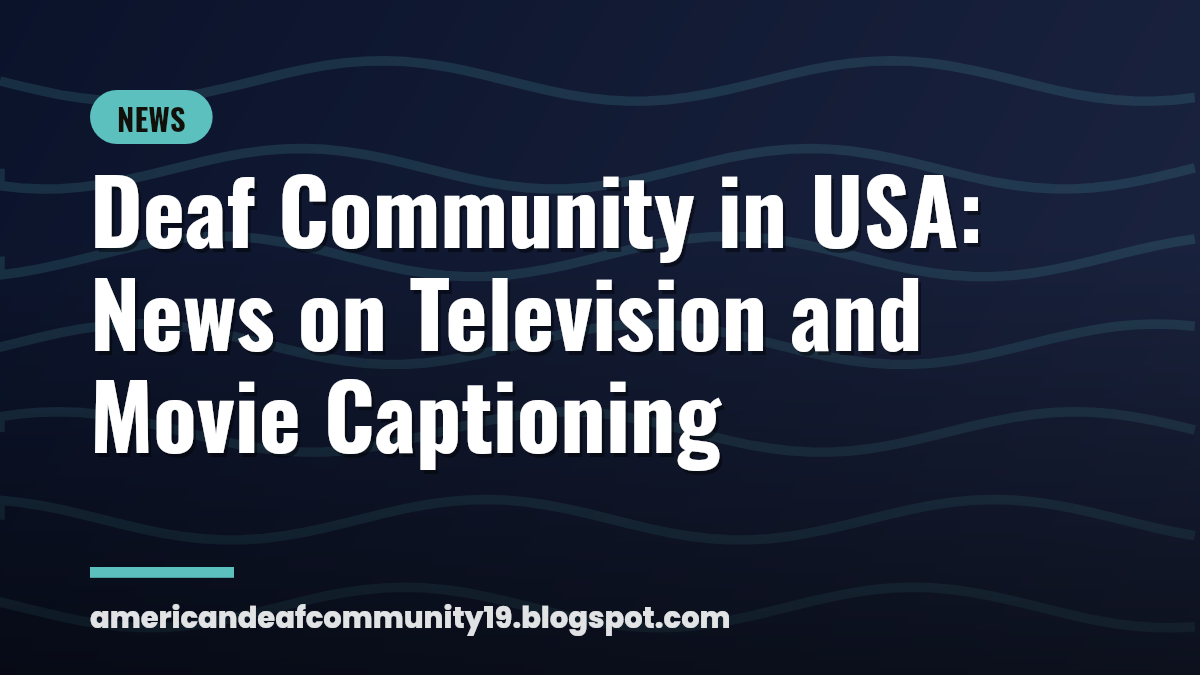 NEWS
Deaf Community in USA:
News on Television and
Movie Captioning
americandeafcommunity19.blogspot.com